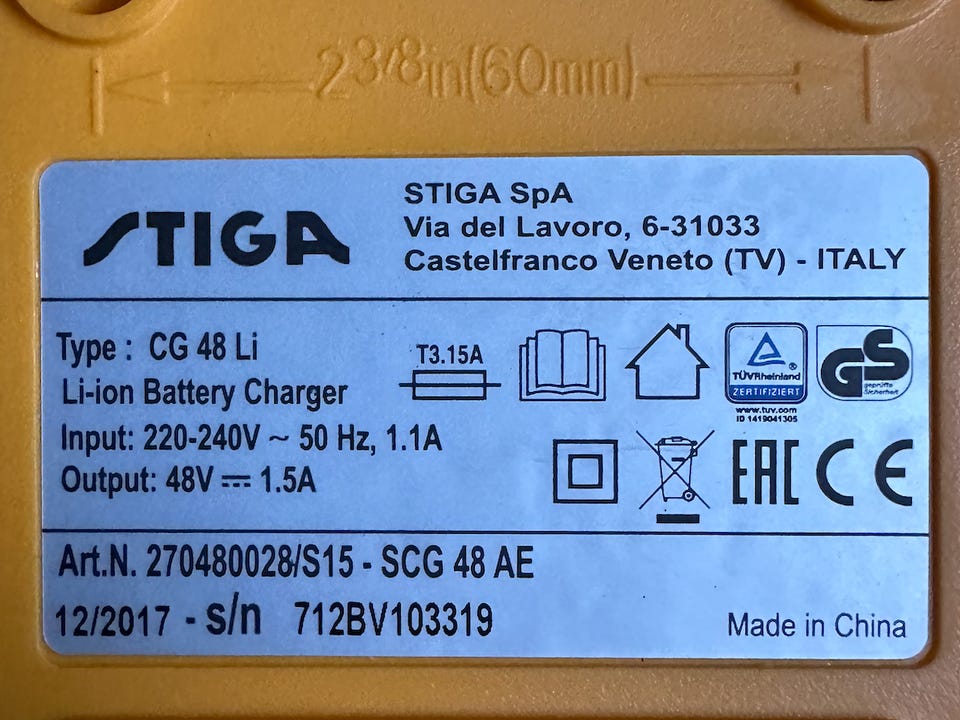 2 3/8in(60mm)
STIGA
STIGA SpA
Via del Lavoro, 6-31033
Castelfranco Veneto (TV) - ITALY
Type : CG 48 Li
Li-ion Battery Charger
Input: 220-240V ~ 50 Hz, 1.1A
Output: 48V ⎓ 1.5A
T3.15A
TÜVRheinland
ZERTIFIZIERT
www.tuv.com
ID 1419041305
GS
geprüfte
Sicherheit
EAC CE
Art.N. 270480028/S15 - SCG 48 AE
12/2017 - s/n 712BV103319
Made in China